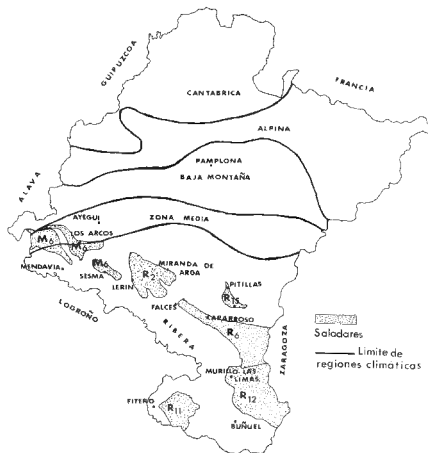 GUIPUZCOA
FRANCIA
CANTABRICA
ALPINA
PAMPLONA
BAJA MONTAÑA
ALAVA
AYEGUI
ZONA MEDIA
LOS ARCOS
M6
M6
MENDAVIA
M6
SESMA
MIRANDA DE
ARGA
R2
LERIN
PITILLAS
R15
FALCES
CAPARROSO
R6
LOGROÑO
RIBERA
ZARAGOZA
Saladares
Limite de
regiones climáticas
MURILLO LAS
LIMAS
R12
FITERO
R11
BUÑUEL